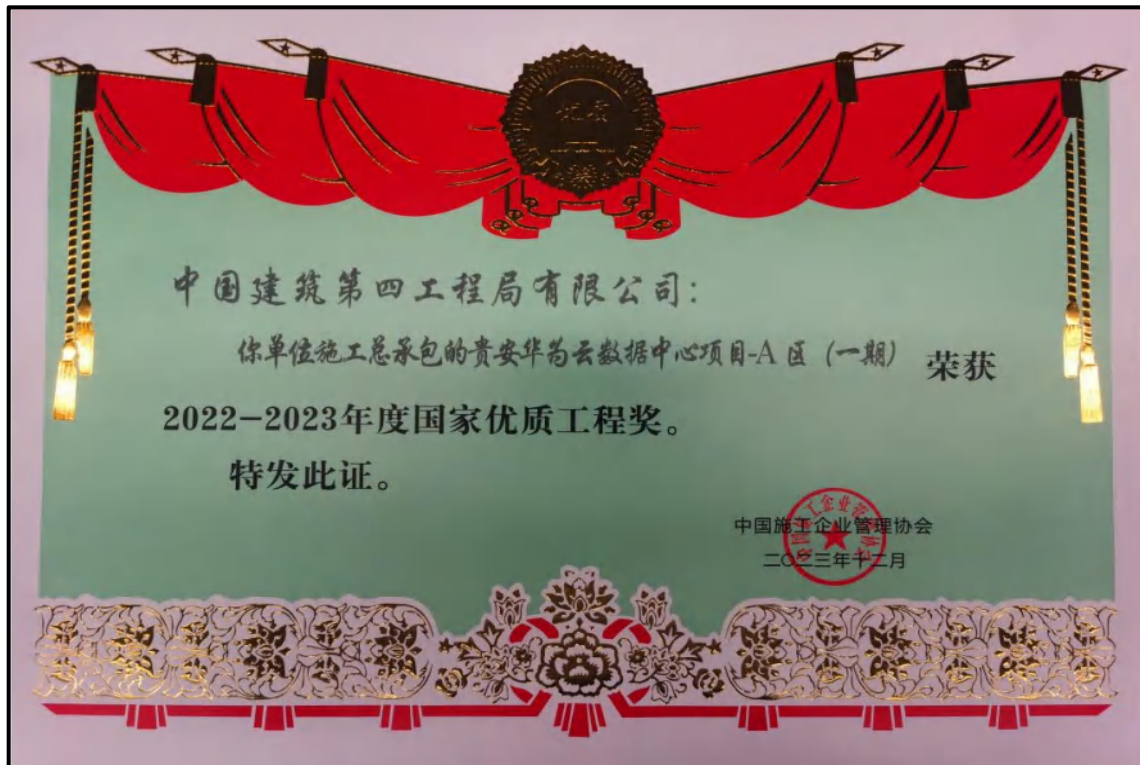 中国建筑第四工程局有限公司：
你单位施工总承包的贵安华为云数据中心项目-A区（一期）荣获
2022-2023年度国家优质工程奖。
特发此证。
中国施工企业管理协会
二〇二三年十二月